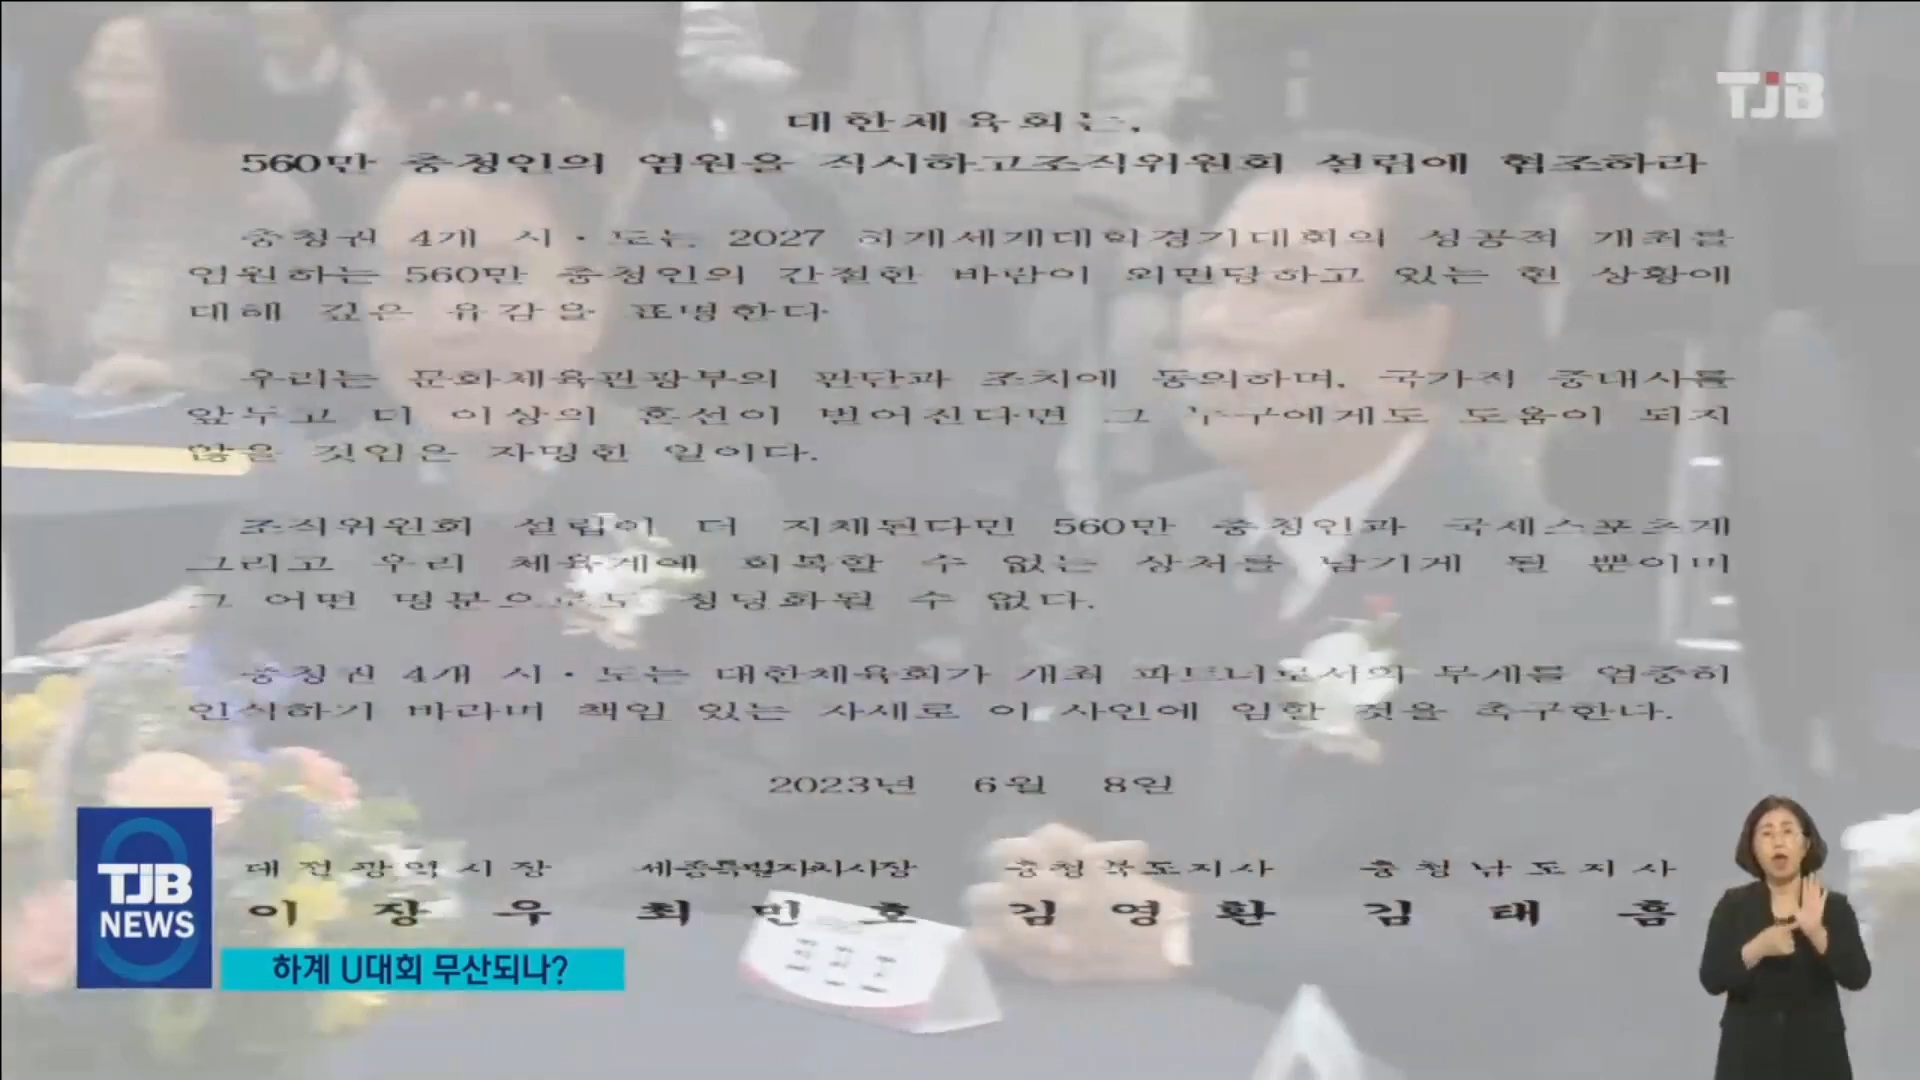 TJB
대한체육회는,
560만 충청인의 염원을 직시하고조직위원회 설립에 협조하라
충청권 4개 시·도는 2027 하계세계대학경기대회의 성공적 개최를
염원하는 560만 충청인의 간절한 바람이 외면당하고 있는 현 상황에
대해 깊은 유감을 표명한다
우리는 문화체육관광부의 판단과 조치에 동의하며, 국가적 중대사를
앞두고 더 이상의 혼선이 벌어진다면 그 누구에게도 도움이 되지
않을 것임은 자명한 일이다.
조직위원회 설립이 더 지체된다면 560만 충청인과 국제스포츠계
그리고 우리 체육계에 회복할 수 없는 상처를 남기게 될 뿐이며
그 어떤 명분으로도 정당화될 수 없다.
충청권 4개 시·도는 대한체육회가 개최 파트너로서의 무게를 엄중히
인식하기 바라며 책임 있는 자세로 이 사안에 임할 것을 촉구한다.
2023년 6월 8일
대전광역시장 세종특별자치시장 충청북도지사 충청남도지사
이장우 최민호 김영환 김태흠
TJB
NEWS
하계 U대회 무산되나?